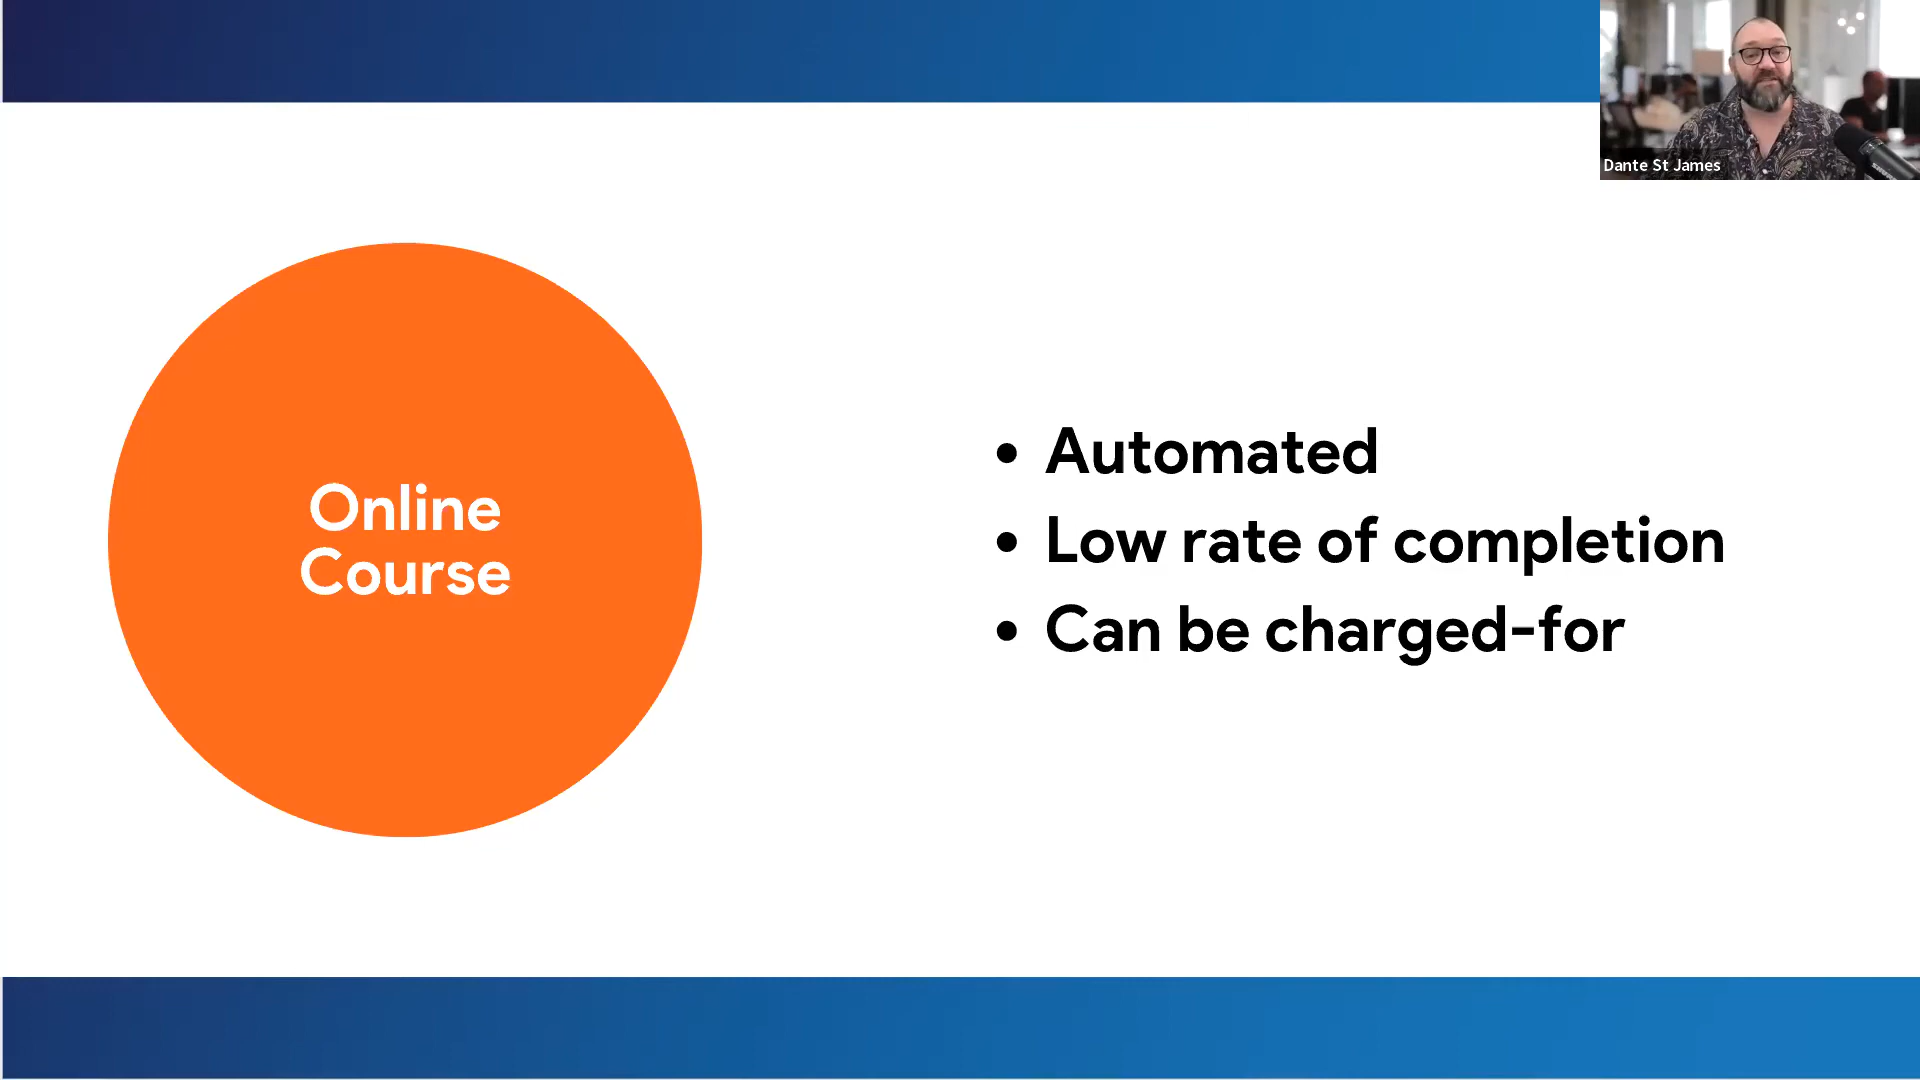 Dante St James
Online
Course
• Automated
• Low rate of completion
• Can be charged-for